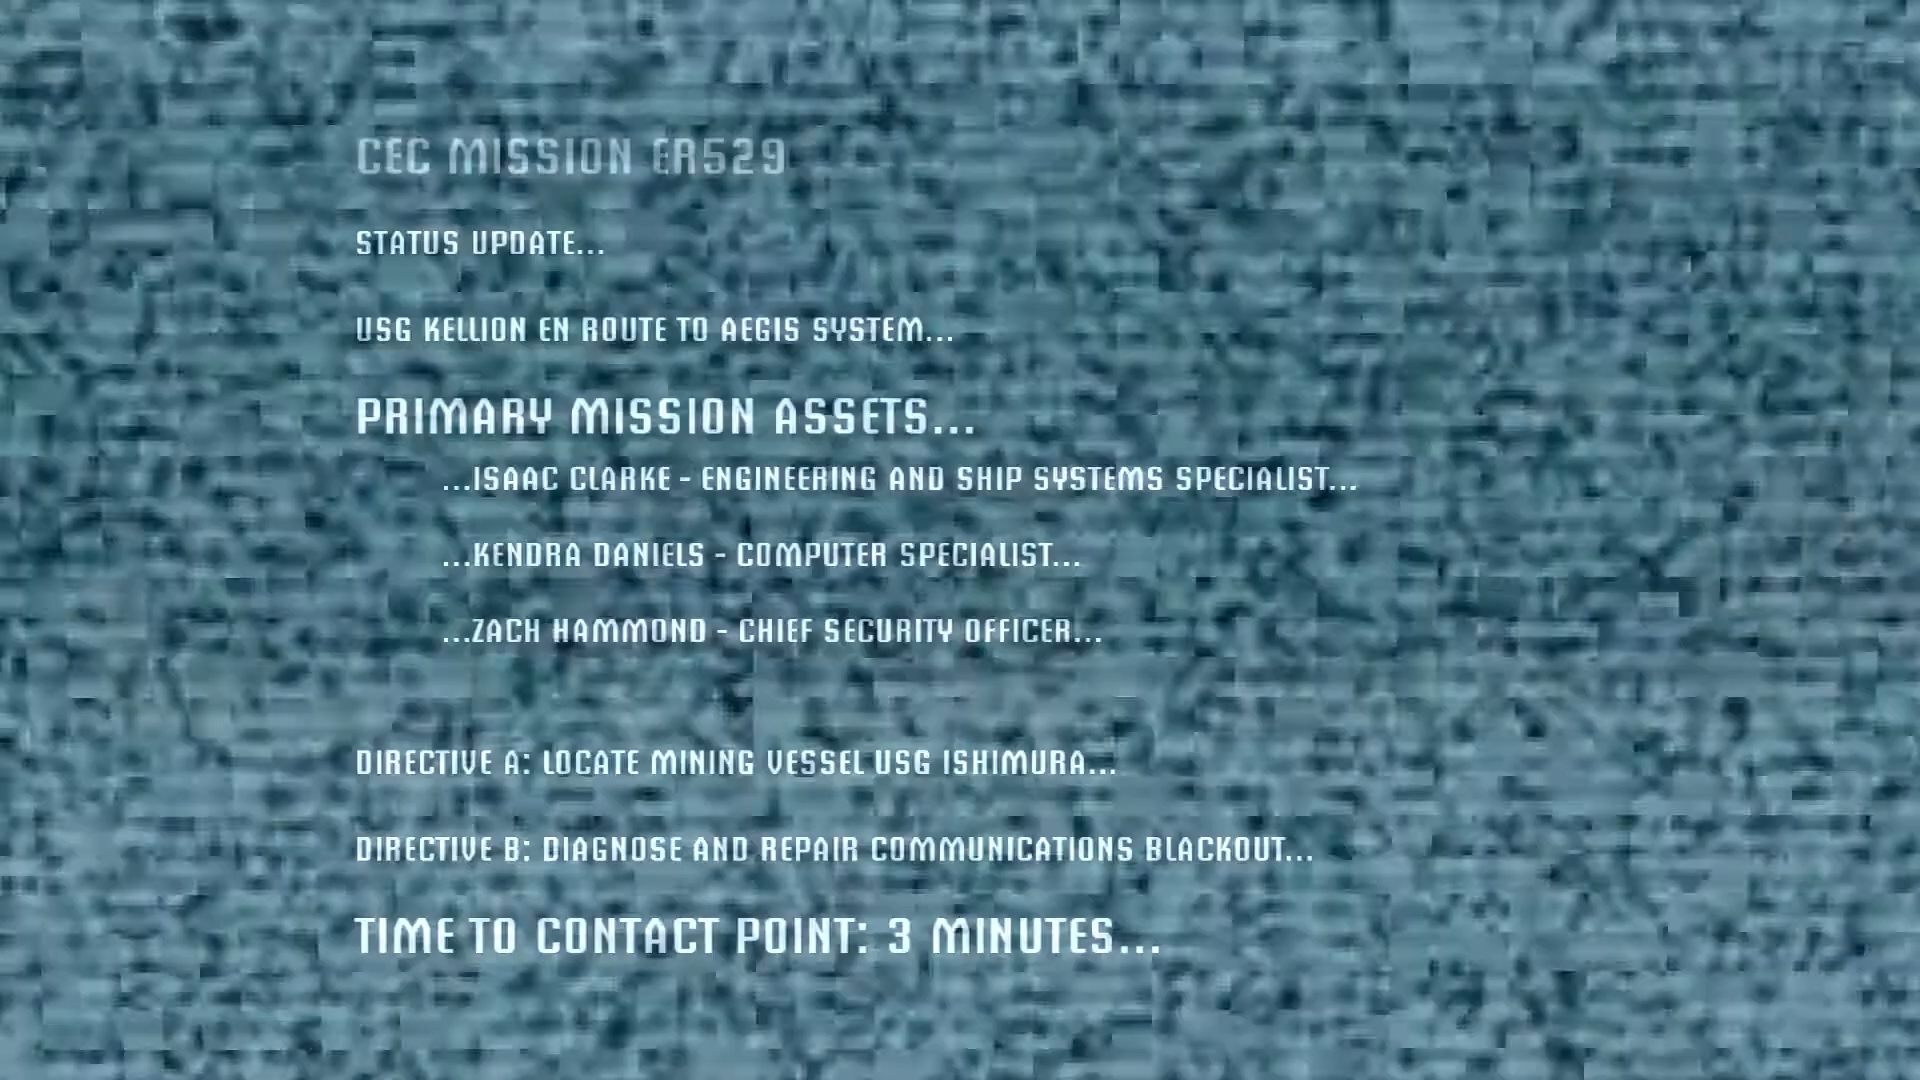 CEC MISSION ER529
STATUS UPDATE...
USG KELLION EN ROUTE TO AEGIS SYSTEM...
PRIMARY MISSION ASSETS...
...ISAAC CLARKE - ENGINEERING AND SHIP SYSTEMS SPECIALIST...
...KENDRA DANIELS - COMPUTER SPECIALIST...
...ZACH HAMMOND - CHIEF SECURITY OFFICER...
DIRECTIVE A: LOCATE MINING VESSEL USG ISHIMURA...
DIRECTIVE B: DIAGNOSE AND REPAIR COMMUNICATIONS BLACKOUT...
TIME TO CONTACT POINT: 3 MINUTES...